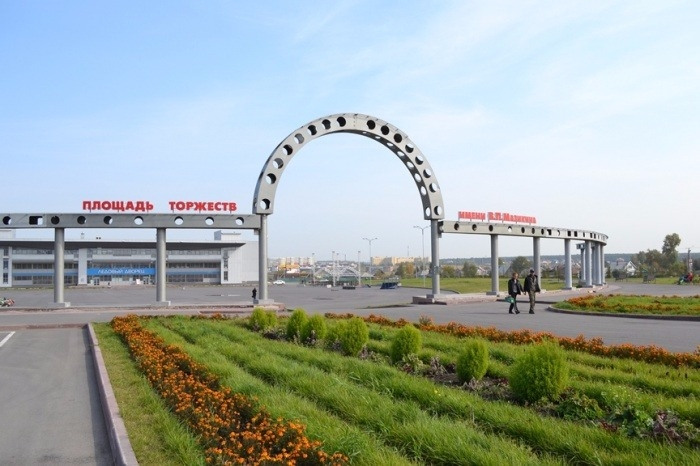 ПЛОЩАДЬ ТОРЖЕСТВ
имени В.П.Мазикина
ЛЕДОВЫЙ ДВОРЕЦ